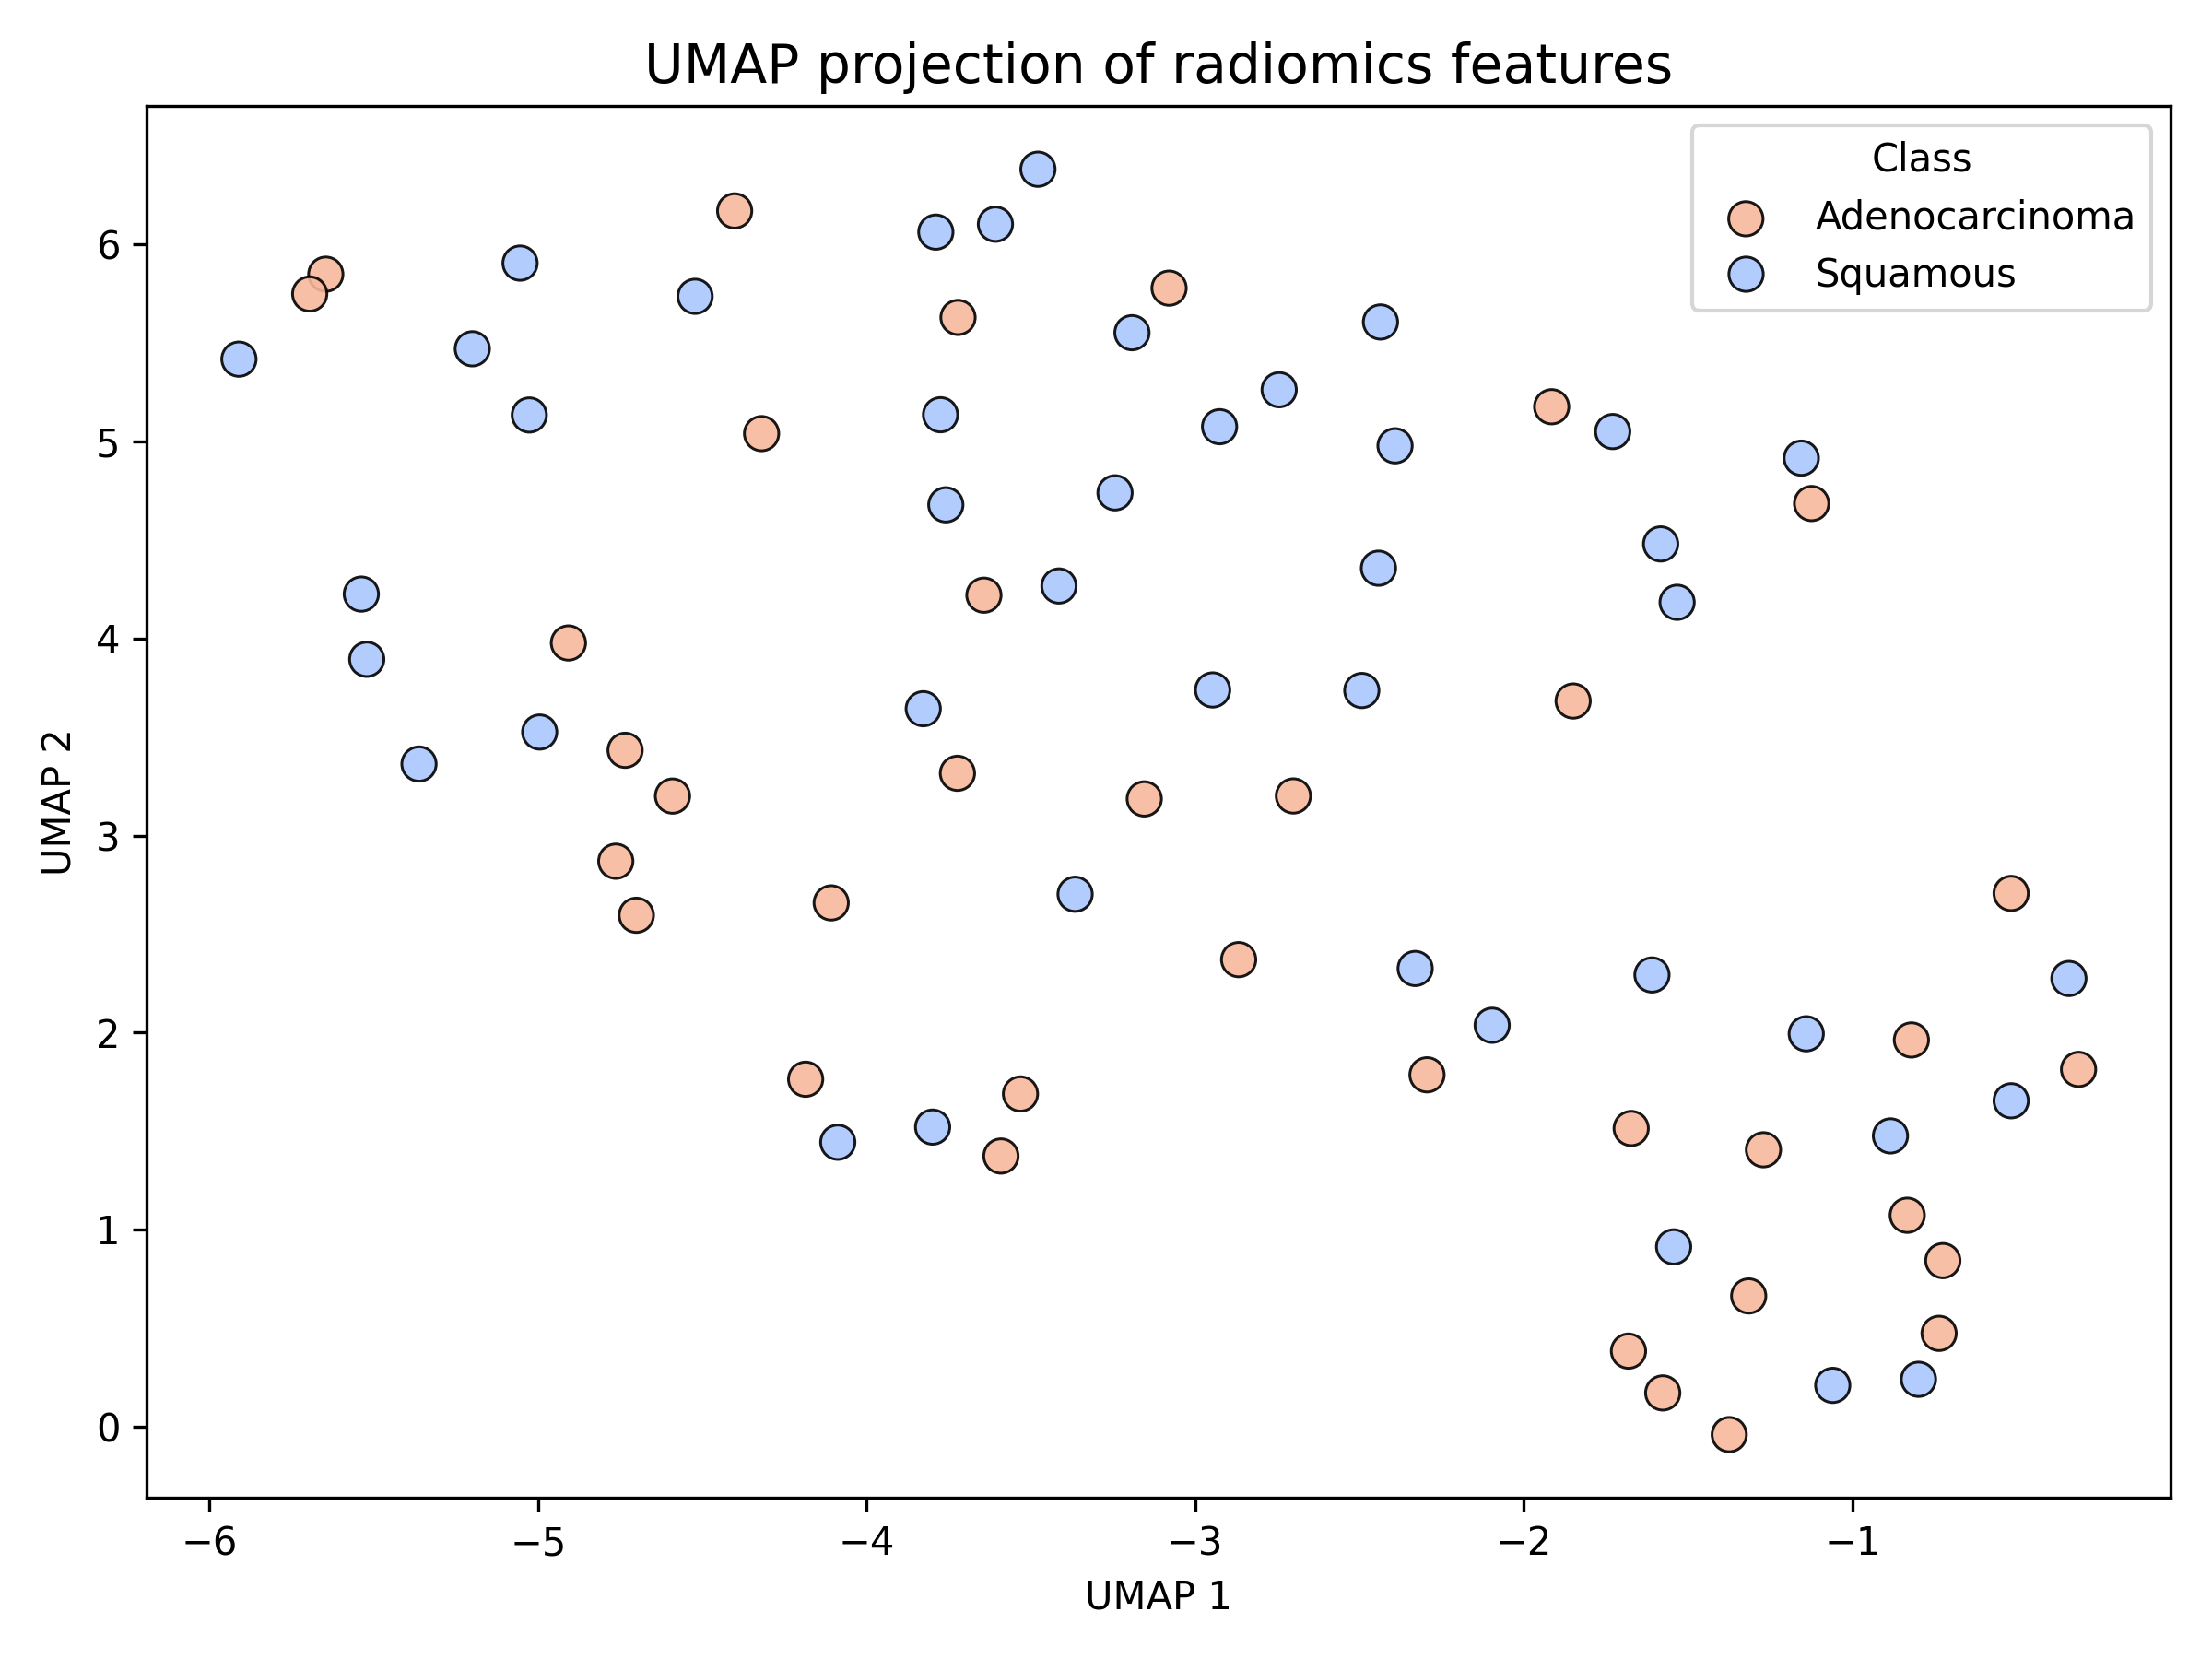 UMAP projection of radiomics features
Class
Adenocarcinoma
Squamous
UMAP 2
6
5
4
3
2
1
0
−6 −5 −4 −3 −2 −1
UMAP 1